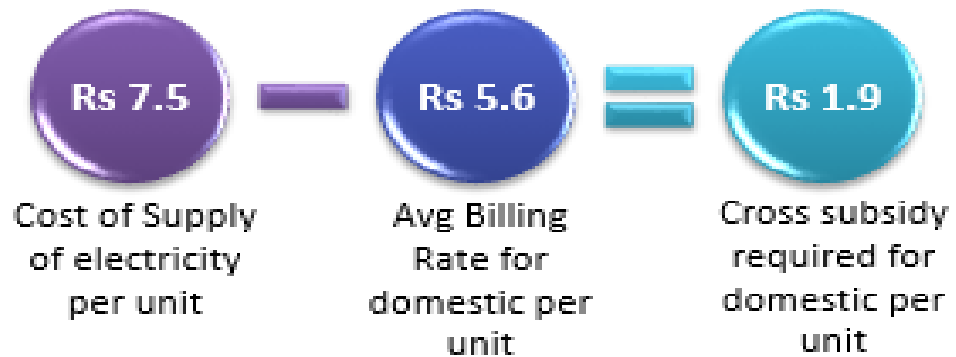 Rs 7.5
Rs 5.6
Rs 1.9
Cost of Supply
of electricity
per unit
Avg Billing
Rate for
domestic per
unit
Cross subsidy
required for
domestic per
unit